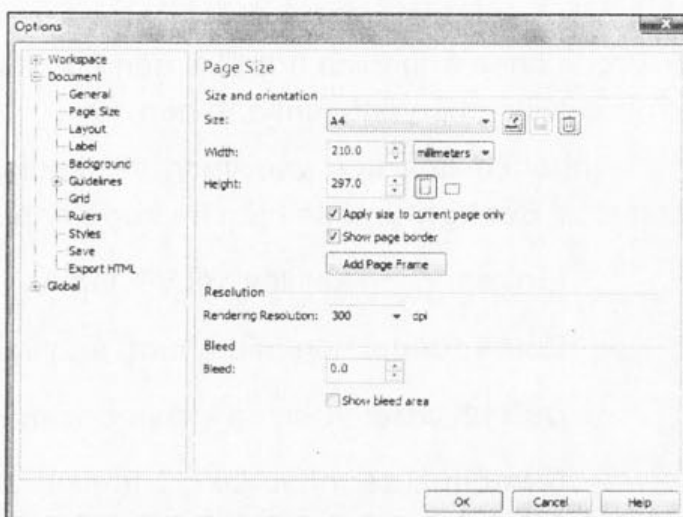 Options
Workspace
Document
General
Page Size
Layout
Label
Background
Guidelines
Grid
Rulers
Styles
Save
Export HTML
Global
Page Size
Size and orientation
Size: A4
Width: 210.0 millimeters
Height: 297.0
Apply size to current page only
Show page border
Add Page Frame
Resolution
Rendering Resolution: 300 dpi
Bleed
Bleed: 0.0
Show bleed area
OK Cancel Help